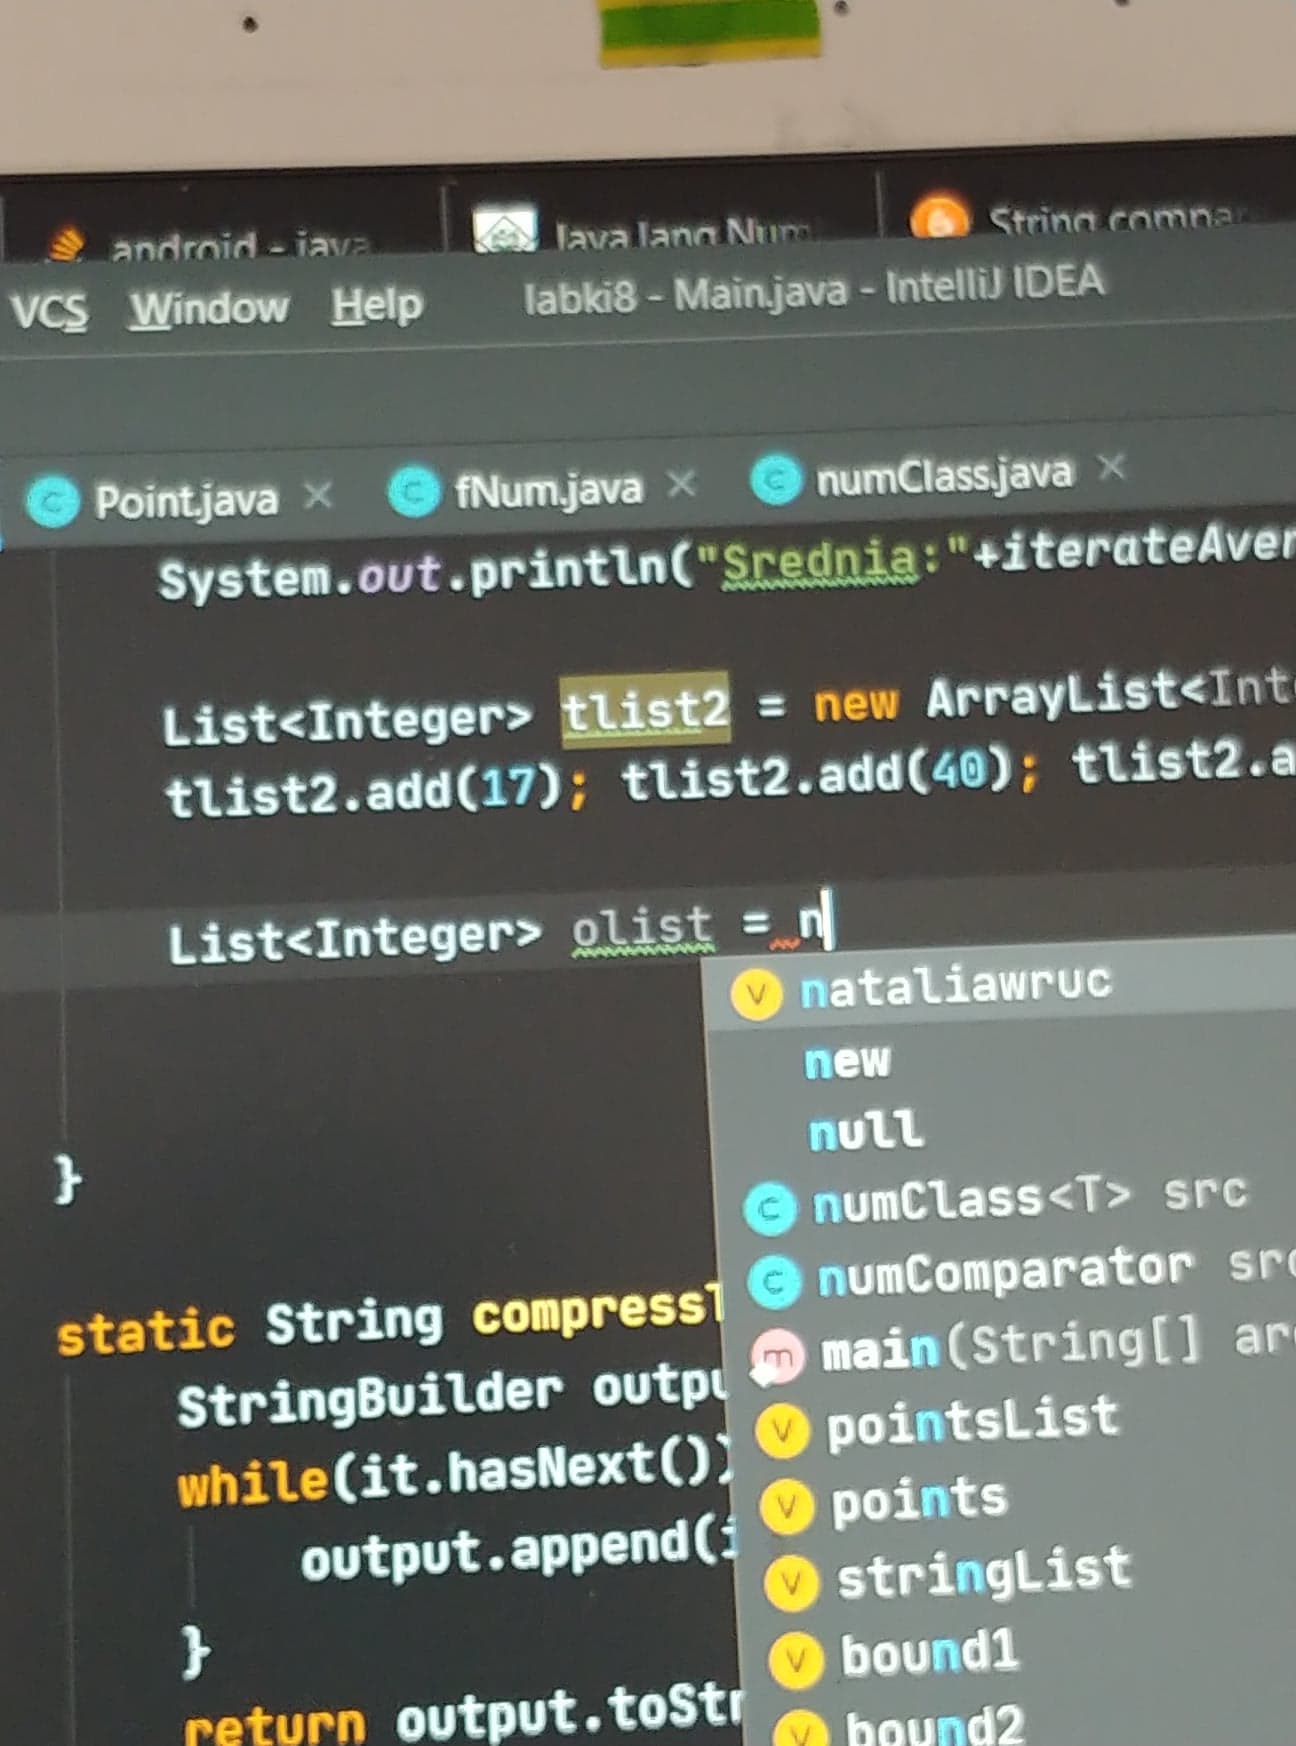 android - java
Java.lang.Num
String compa
VCS Window Help labki8 - Main.java - IntelliJ IDEA
Point.java × fNum.java × numClass.java ×
System.out.println("Srednia:"+iterateAver
List<Integer> tlist2 = new ArrayList<Inte
tlist2.add(17); tlist2.add(40); tlist2.a
List<Integer> olist = n
nataliawruc
new
null
numClass<T> src
numComparator src
main(String[] ar
pointsList
points
stringList
bound1
bound2
}
static String compress
StringBuilder outpu
while(it.hasNext())
output.append(i
}
return output.toStr